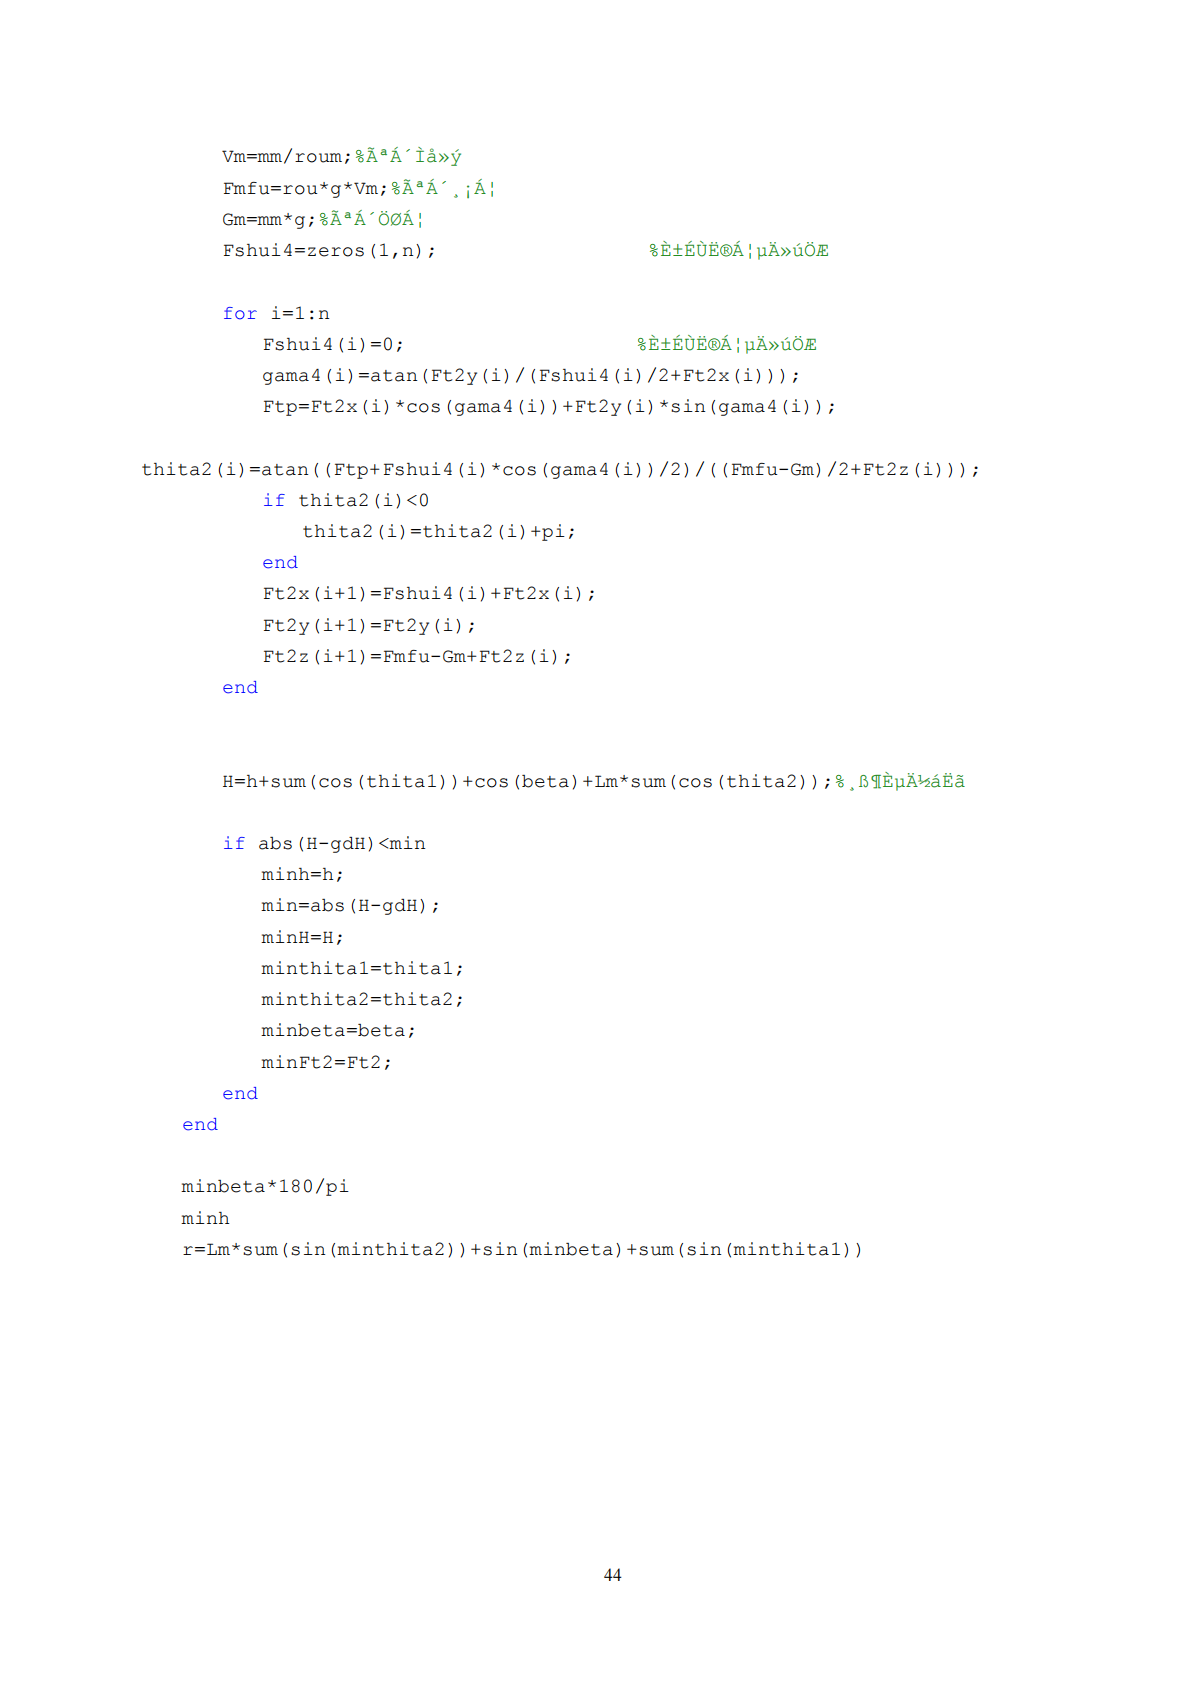 Vm=mm/roum;%ÃªÁ´Ìå»ý
Fmfu=rou*g*Vm;%ÃªÁ´¸¡Á¦
Gm=mm*g;%ÃªÁ´ÖØÁ¦
Fshui4=zeros(1,n); %È±ÉÙË®Á¦µÄ»úÖÆ
for i=1:n
Fshui4(i)=0; %È±ÉÙË®Á¦µÄ»úÖÆ
gama4(i)=atan(Ft2y(i)/(Fshui4(i)/2+Ft2x(i)));
Ftp=Ft2x(i)*cos(gama4(i))+Ft2y(i)*sin(gama4(i));
thita2(i)=atan((Ftp+Fshui4(i)*cos(gama4(i))/2)/((Fmfu-Gm)/2+Ft2z(i)));
if thita2(i)<0
thita2(i)=thita2(i)+pi;
end
Ft2x(i+1)=Fshui4(i)+Ft2x(i);
Ft2y(i+1)=Ft2y(i);
Ft2z(i+1)=Fmfu-Gm+Ft2z(i);
end
H=h+sum(cos(thita1))+cos(beta)+Lm*sum(cos(thita2));%¸ß¶ÈµÄ½áËã
if abs(H-gdH)<min
minh=h;
min=abs(H-gdH);
minH=H;
minthita1=thita1;
minthita2=thita2;
minbeta=beta;
minFt2=Ft2;
end
end
minbeta*180/pi
minh
r=Lm*sum(sin(minthita2))+sin(minbeta)+sum(sin(minthita1))
44